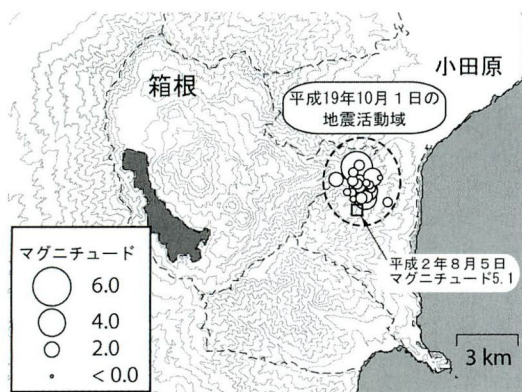 小田原
箱根
平成19年10月1日の
地震活動域
平成2年8月5日
マグニチュード5.1
マグニチュード
6.0
4.0
2.0
< 0.0
3 km